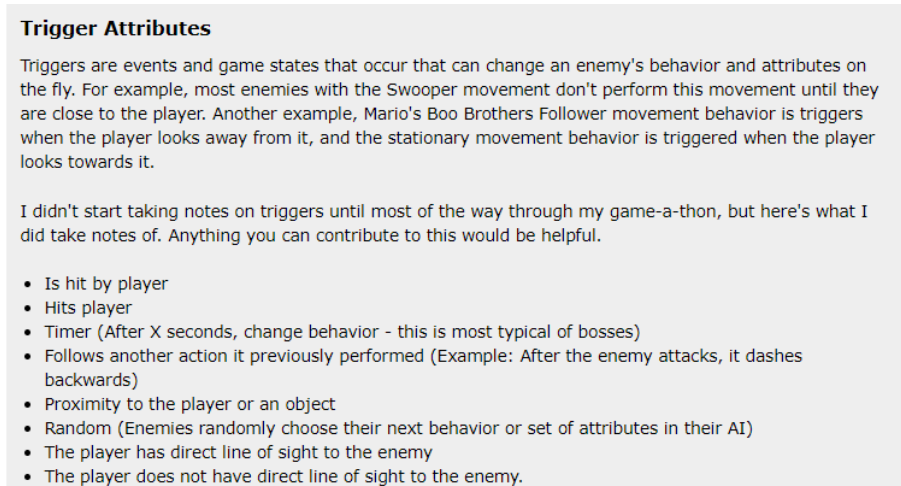 Trigger Attributes
Triggers are events and game states that occur that can change an enemy's behavior and attributes on
the fly. For example, most enemies with the Swooper movement don't perform this movement until they
are close to the player. Another example, Mario's Boo Brothers Follower movement behavior is triggers
when the player looks away from it, and the stationary movement behavior is triggered when the player
looks towards it.
I didn't start taking notes on triggers until most of the way through my game-a-thon, but here's what I
did take notes of. Anything you can contribute to this would be helpful.
• Is hit by player
• Hits player
• Timer (After X seconds, change behavior - this is most typical of bosses)
• Follows another action it previously performed (Example: After the enemy attacks, it dashes
backwards)
• Proximity to the player or an object
• Random (Enemies randomly choose their next behavior or set of attributes in their AI)
• The player has direct line of sight to the enemy
• The player does not have direct line of sight to the enemy.